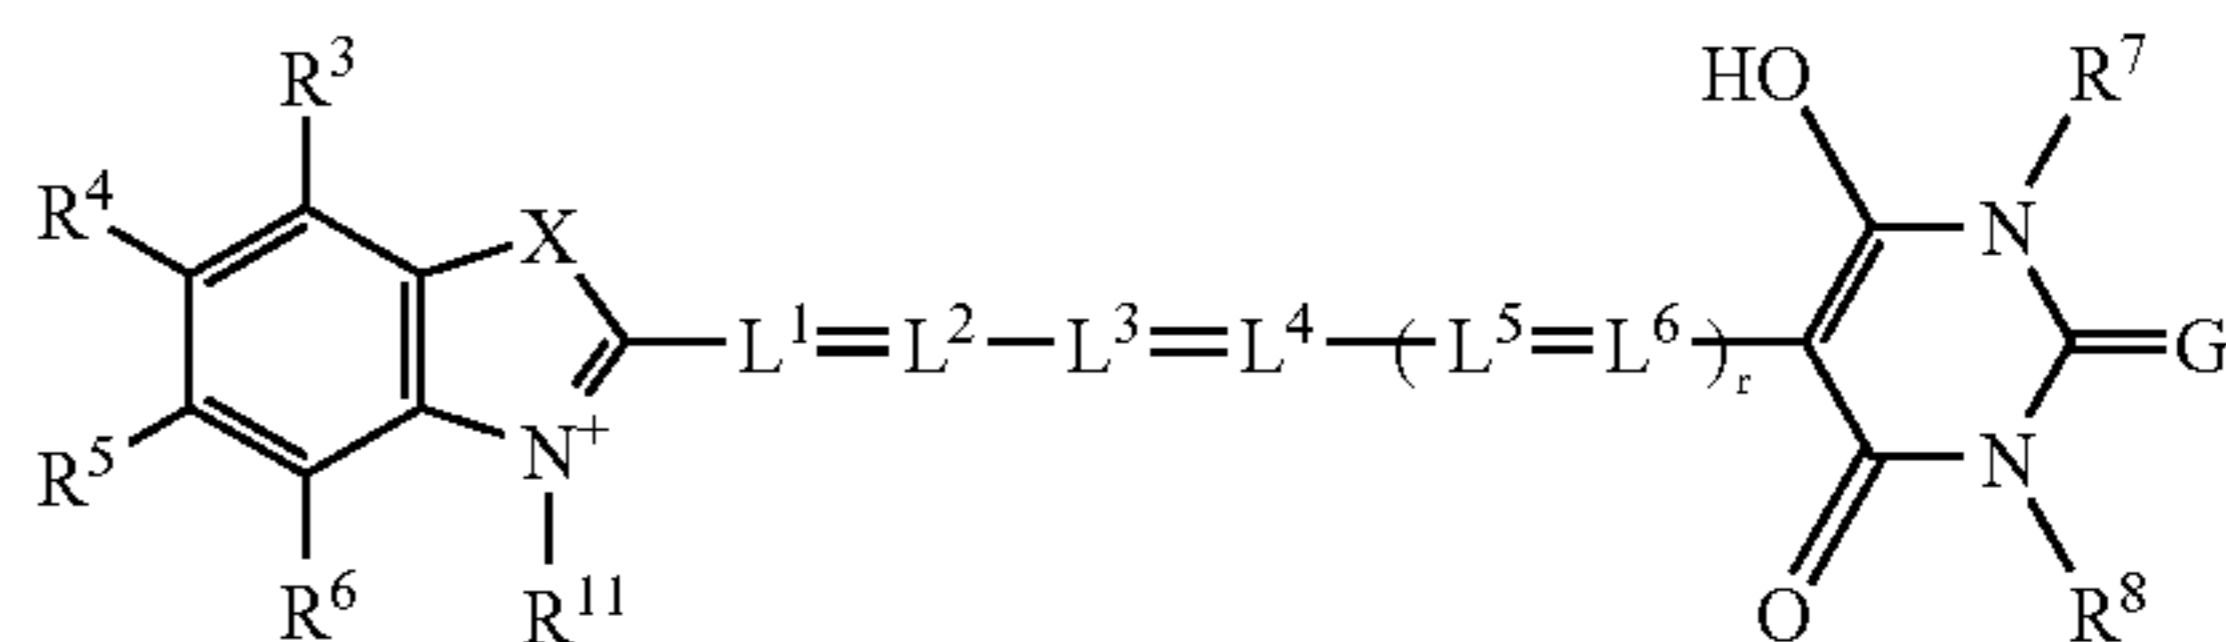 R³ HO R⁷
R⁴ X N
L¹=L²—L³=L⁴—(L⁵=L⁶)ᵣ G
R⁵ N⁺ N
R⁶ R¹¹ O R⁸